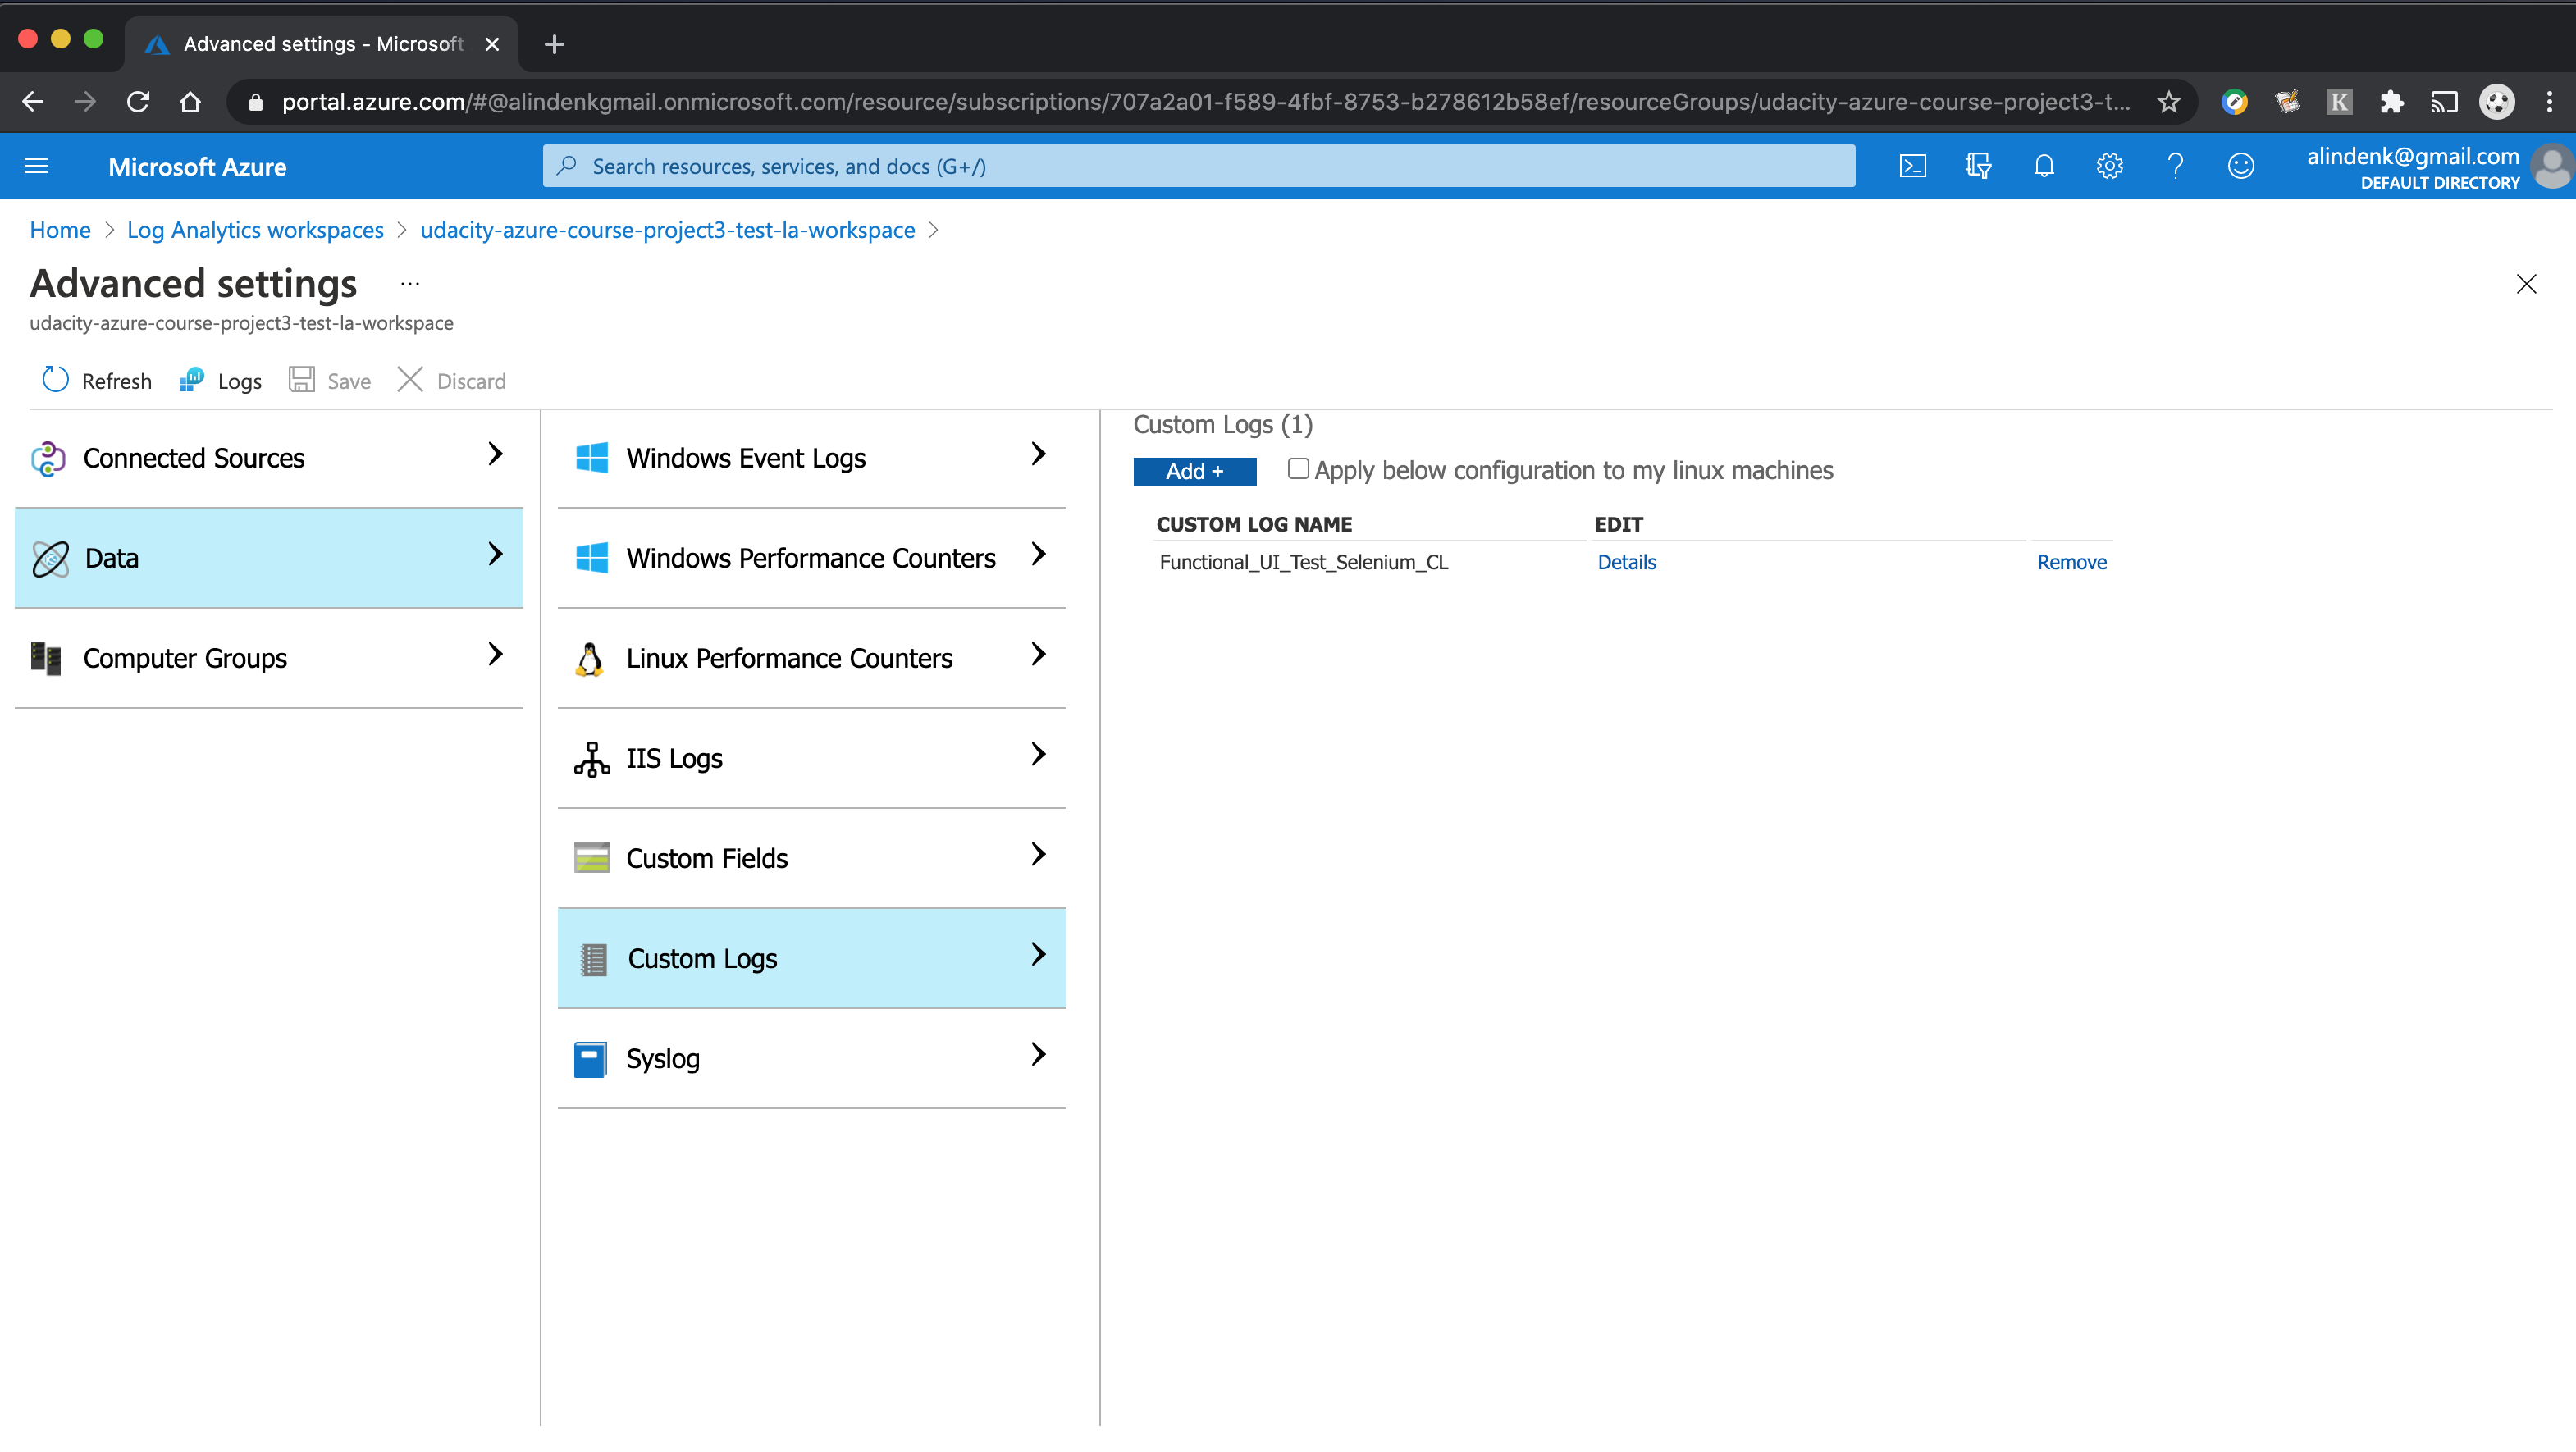 Advanced settings - Microsoft
portal.azure.com/#@alindenkgmail.onmicrosoft.com/resource/subscriptions/707a2a01-f589-4fbf-8753-b278612b58ef/resourceGroups/udacity-azure-course-project3-t...
K
Microsoft Azure
Search resources, services, and docs (G+/)
alindenk@gmail.com
DEFAULT DIRECTORY
Home > Log Analytics workspaces > udacity-azure-course-project3-test-la-workspace >
Advanced settings ...
udacity-azure-course-project3-test-la-workspace
Refresh Logs Save Discard
Connected Sources
Data
Computer Groups
Windows Event Logs
Windows Performance Counters
Linux Performance Counters
IIS Logs
Custom Fields
Custom Logs
Syslog
Custom Logs (1)
Add + Apply below configuration to my linux machines
CUSTOM LOG NAME EDIT
Functional_UI_Test_Selenium_CL Details Remove